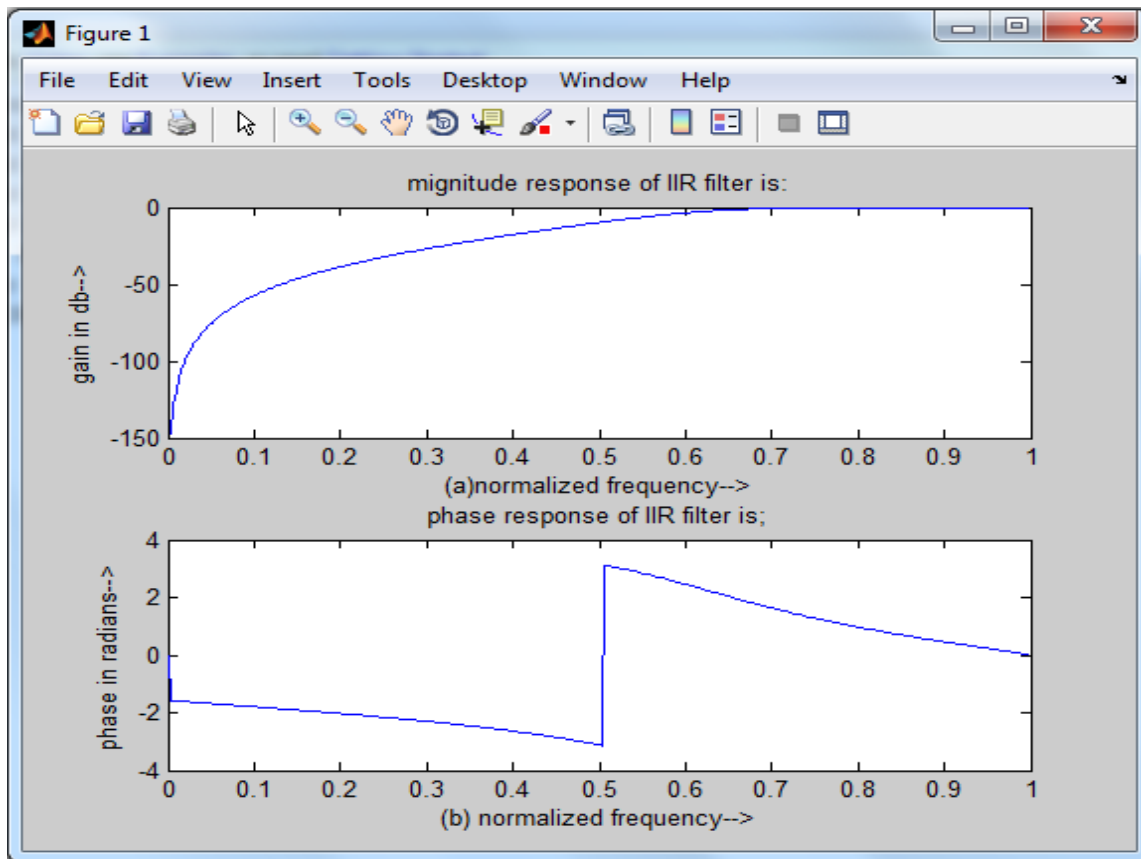 Figure 1
File Edit View Insert Tools Desktop Window Help
mignitude response of IIR filter is:
gain in db-->
0
-50
-100
-150
0 0.1 0.2 0.3 0.4 0.5 0.6 0.7 0.8 0.9 1
(a)normalized frequency-->
phase response of IIR filter is;
phase in radians-->
4
2
0
-2
-4
0 0.1 0.2 0.3 0.4 0.5 0.6 0.7 0.8 0.9 1
(b) normalized frequency-->